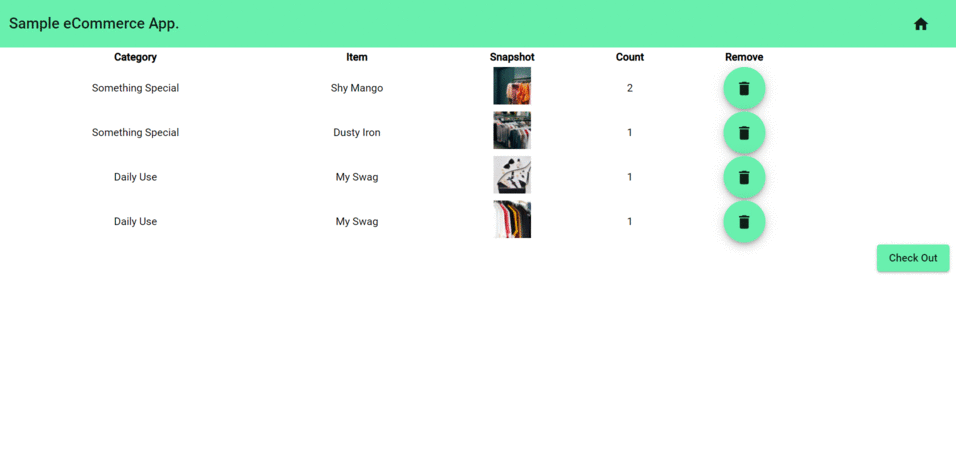 Sample eCommerce App.
Category Item Snapshot Count Remove
Something Special Shy Mango 2
Something Special Dusty Iron 1
Daily Use My Swag 1
Daily Use My Swag 1
Check Out